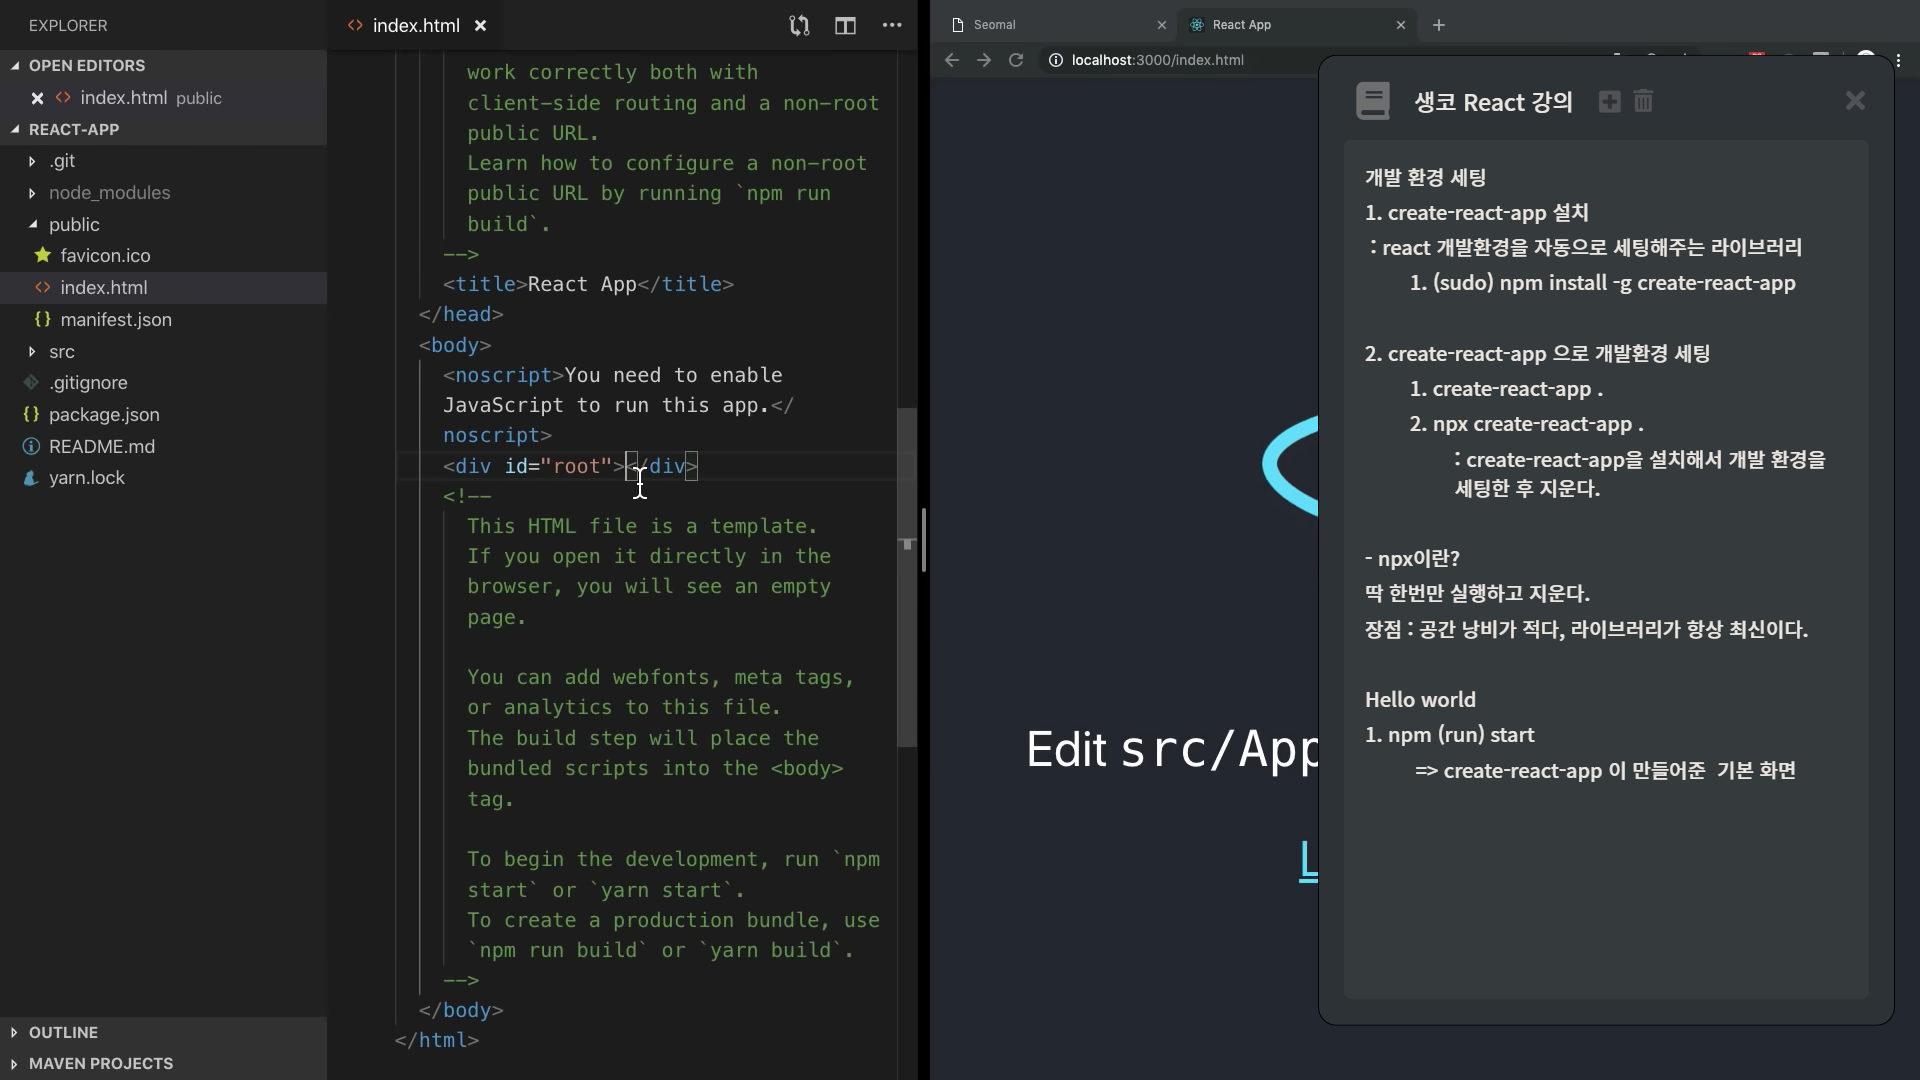 EXPLORER
OPEN EDITORS
index.html public
REACT-APP
.git
node_modules
public
favicon.ico
index.html
manifest.json
src
.gitignore
package.json
README.md
yarn.lock
OUTLINE
MAVEN PROJECTS
index.html
work correctly both with
client-side routing and a non-root
public URL.
Learn how to configure a non-root
public URL by running `npm run
build`.
-->
<title>React App</title>
</head>
<body>
<noscript>You need to enable
JavaScript to run this app.</
noscript>
<div id="root"></div>
<!--
This HTML file is a template.
If you open it directly in the
browser, you will see an empty
page.
You can add webfonts, meta tags,
or analytics to this file.
The build step will place the
bundled scripts into the <body>
tag.
To begin the development, run `npm
start` or `yarn start`.
To create a production bundle, use
`npm run build` or `yarn build`.
-->
</body>
</html>
Seomal
React App
localhost:3000/index.html
Edit src/App
L
생코 React 강의
개발 환경 세팅
1. create-react-app 설치
: react 개발환경을 자동으로 세팅해주는 라이브러리
1. (sudo) npm install -g create-react-app
2. create-react-app 으로 개발환경 세팅
1. create-react-app .
2. npx create-react-app .
: create-react-app을 설치해서 개발 환경을
세팅한 후 지운다.
- npx이란?
딱 한번만 실행하고 지운다.
장점 : 공간 낭비가 적다, 라이브러리가 항상 최신이다.
Hello world
1. npm (run) start
=> create-react-app 이 만들어준 기본 화면